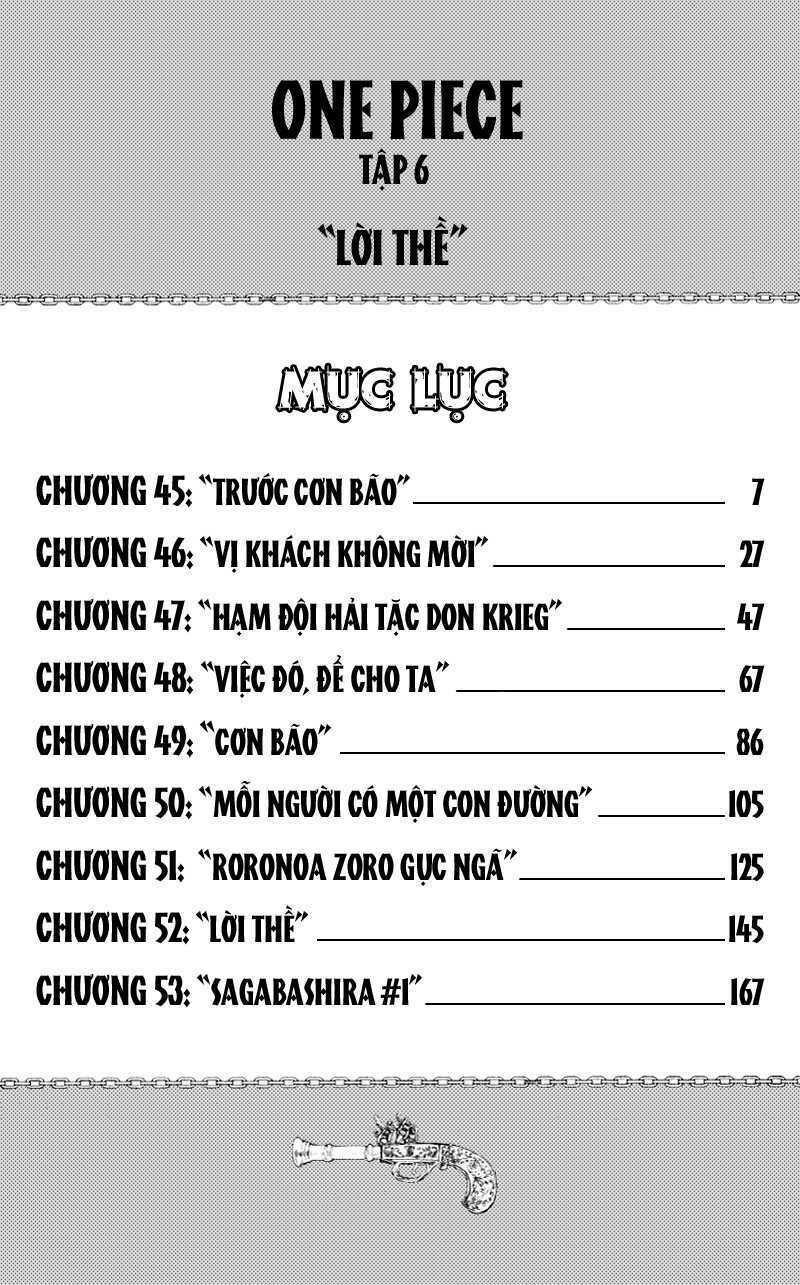 ONE PIECE
TẬP 6
“LỜI THỀ”
MỤC LỤC
CHƯƠNG 45: “TRƯỚC CƠN BÃO” 7
CHƯƠNG 46: “VỊ KHÁCH KHÔNG MỜI” 27
CHƯƠNG 47: “HẠM ĐỘI HẢI TẶC DON KRIEG” 47
CHƯƠNG 48: “VIỆC ĐÓ, ĐỂ CHO TA” 67
CHƯƠNG 49: “CƠN BÃO” 86
CHƯƠNG 50: “MỖI NGƯỜI CÓ MỘT CON ĐƯỜNG” 105
CHƯƠNG 51: “RORONOA ZORO GỤC NGÃ” 125
CHƯƠNG 52: “LỜI THỀ” 145
CHƯƠNG 53: “SAGABASHIRA #1” 167